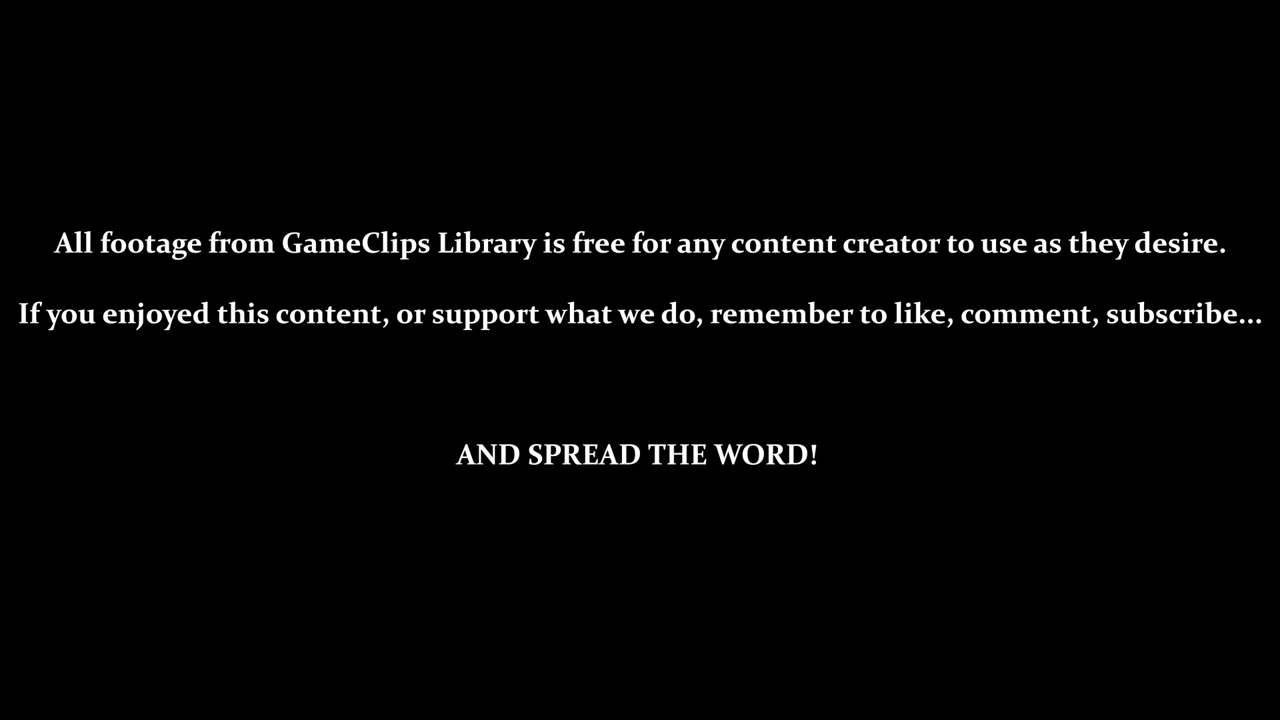 All footage from GameClips Library is free for any content creator to use as they desire.
If you enjoyed this content, or support what we do, remember to like, comment, subscribe...
AND SPREAD THE WORD!